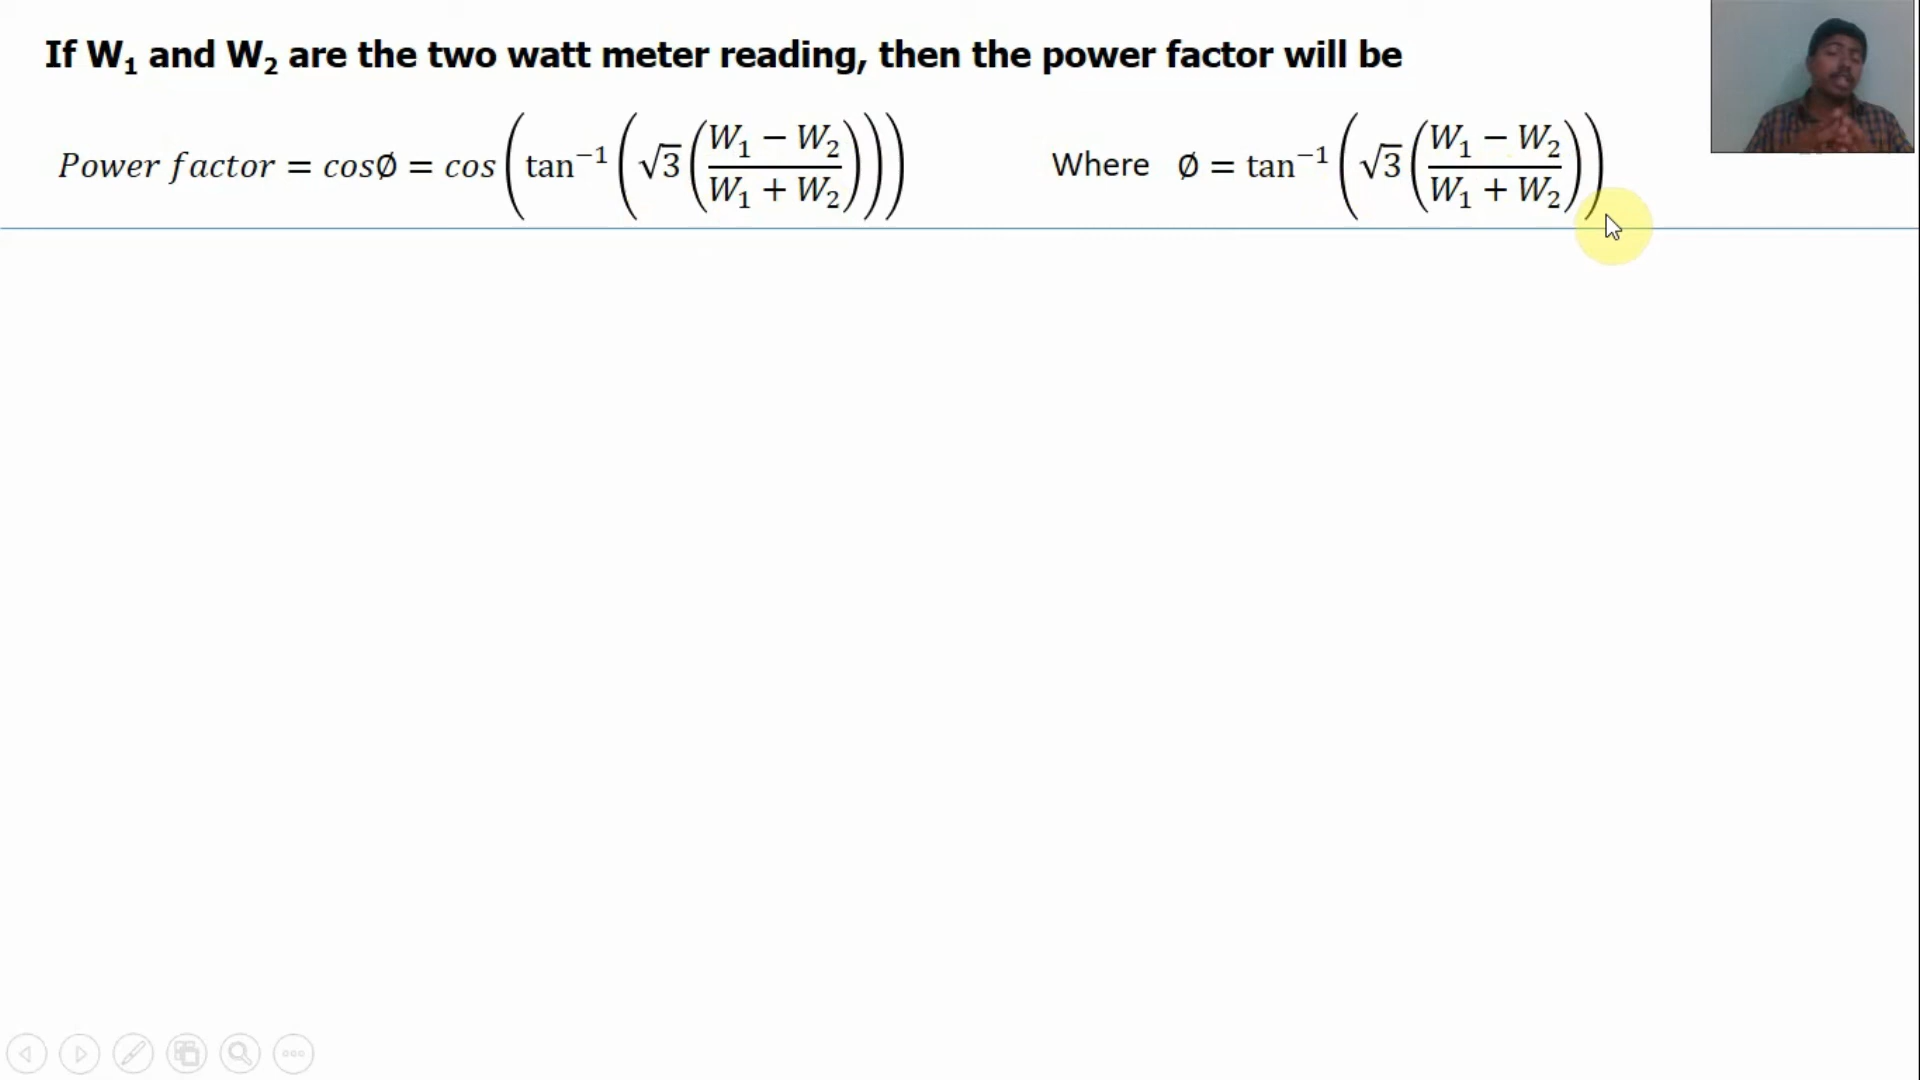 If W₁ and W₂ are the two watt meter reading, then the power factor will be
Power factor = cos∅ = cos(tan⁻¹(√3((W₁ − W₂)/(W₁ + W₂)))) Where ∅ = tan⁻¹(√3((W₁ − W₂)/(W₁ + W₂)))